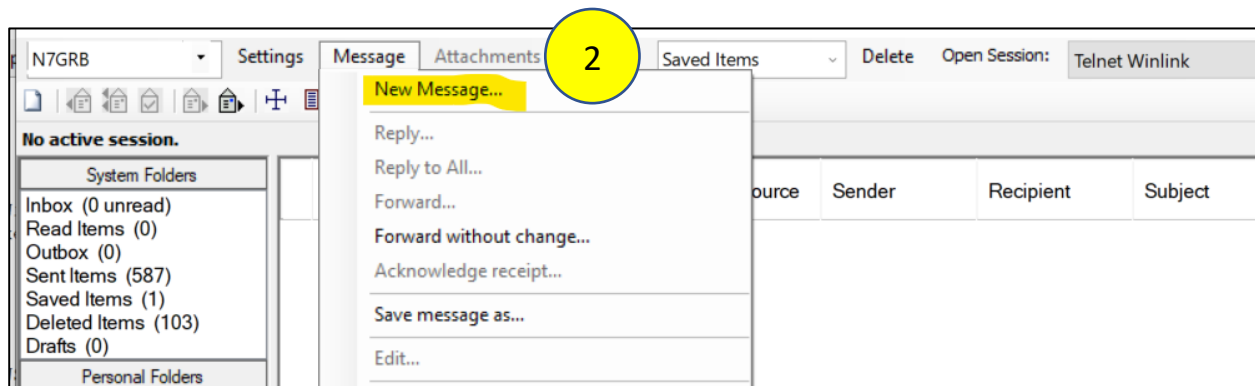 N7GRB Settings Message Attachments 2 Saved Items Delete Open Session: Telnet Winlink
New Message...
No active session.
Reply...
System Folders
Reply to All...
ource Sender Recipient Subject
Inbox (0 unread)
Forward...
Read Items (0)
Forward without change...
Outbox (0)
Sent Items (587)
Acknowledge receipt...
Saved Items (1)
Save message as...
Deleted Items (103)
Drafts (0)
Edit...
Personal Folders